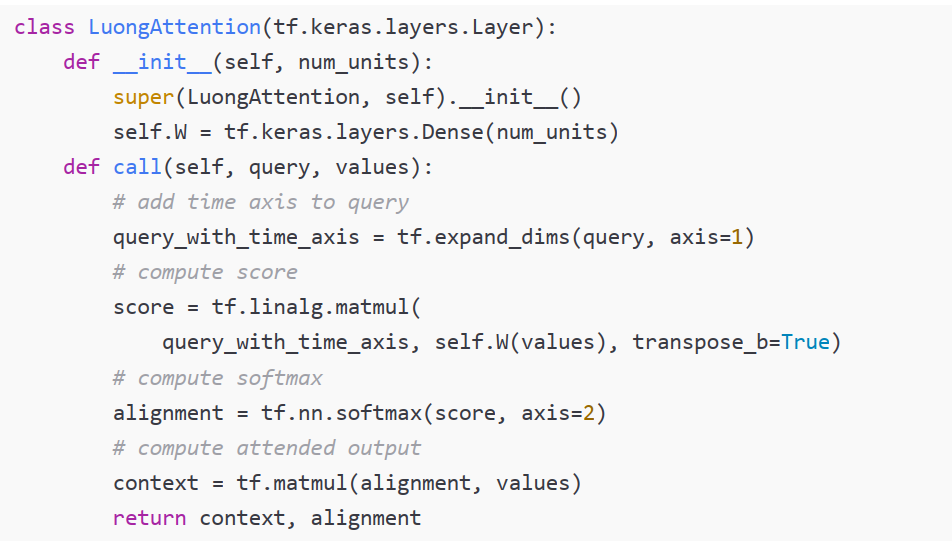 class LuongAttention(tf.keras.layers.Layer):
    def __init__(self, num_units):
        super(LuongAttention, self).__init__()
        self.W = tf.keras.layers.Dense(num_units)
    def call(self, query, values):
        # add time axis to query
        query_with_time_axis = tf.expand_dims(query, axis=1)
        # compute score
        score = tf.linalg.matmul(
            query_with_time_axis, self.W(values), transpose_b=True)
        # compute softmax
        alignment = tf.nn.softmax(score, axis=2)
        # compute attended output
        context = tf.matmul(alignment, values)
        return context, alignment